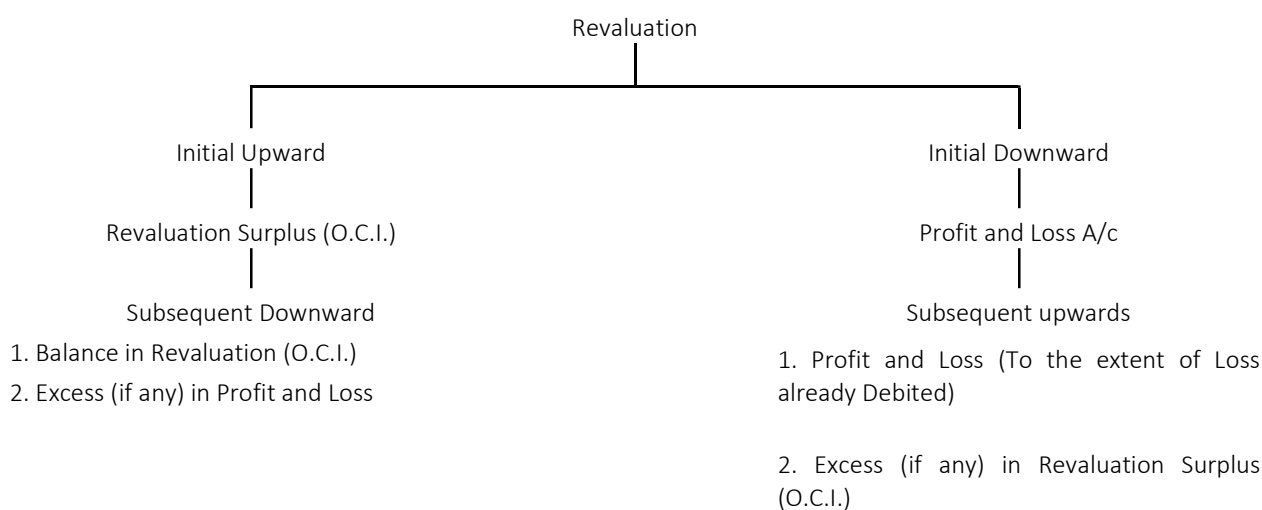 Revaluation
Initial Upward
Revaluation Surplus (O.C.I.)
Subsequent Downward
1. Balance in Revaluation (O.C.I.)
2. Excess (if any) in Profit and Loss
Initial Downward
Profit and Loss A/c
Subsequent upwards
1. Profit and Loss (To the extent of Loss
already Debited)
2. Excess (if any) in Revaluation Surplus
(O.C.I.)